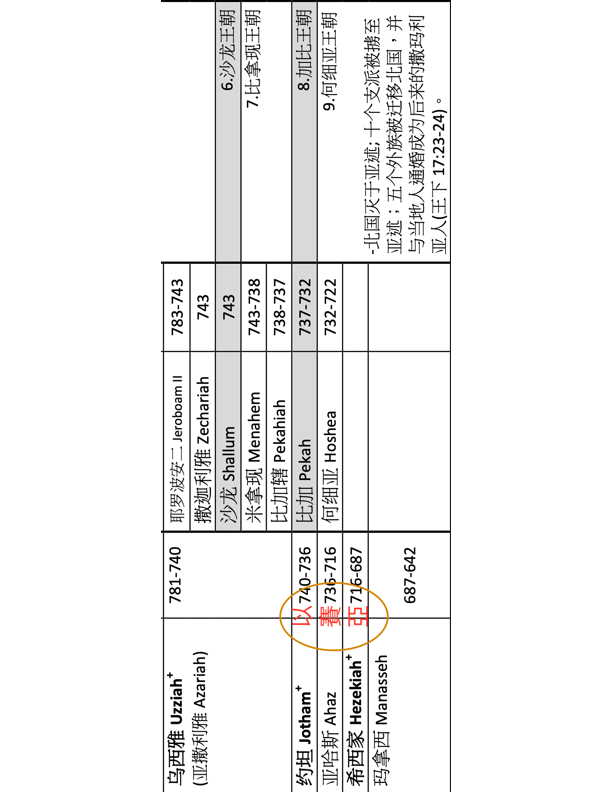 乌西雅 Uzziah+ 781-740 耶罗波安二 Jeroboam II 783-743
(亚撒利雅 Azariah) 撒迦利雅 Zechariah 743
沙龙 Shallum 743 6.沙龙王朝
米拿现 Menahem 743-738 7.比拿现王朝
比加辖 Pekahiah 738-737
约坦 Jotham+ 740-736 比加 Pekah 737-732 8.加比王朝
亚哈斯 Ahaz 736-716 何细亚 Hoshea 732-722 9.何细亚王朝
希西家 Hezekiah+ 716-687
玛拿西 Manasseh 687-642
-北国灭于亚述; 十个支派被掳至
亚述；五个外族被迁移北国，并
与当地人通婚成为后来的撒玛利
亚人(王下 17:23-24)。
以賽亞